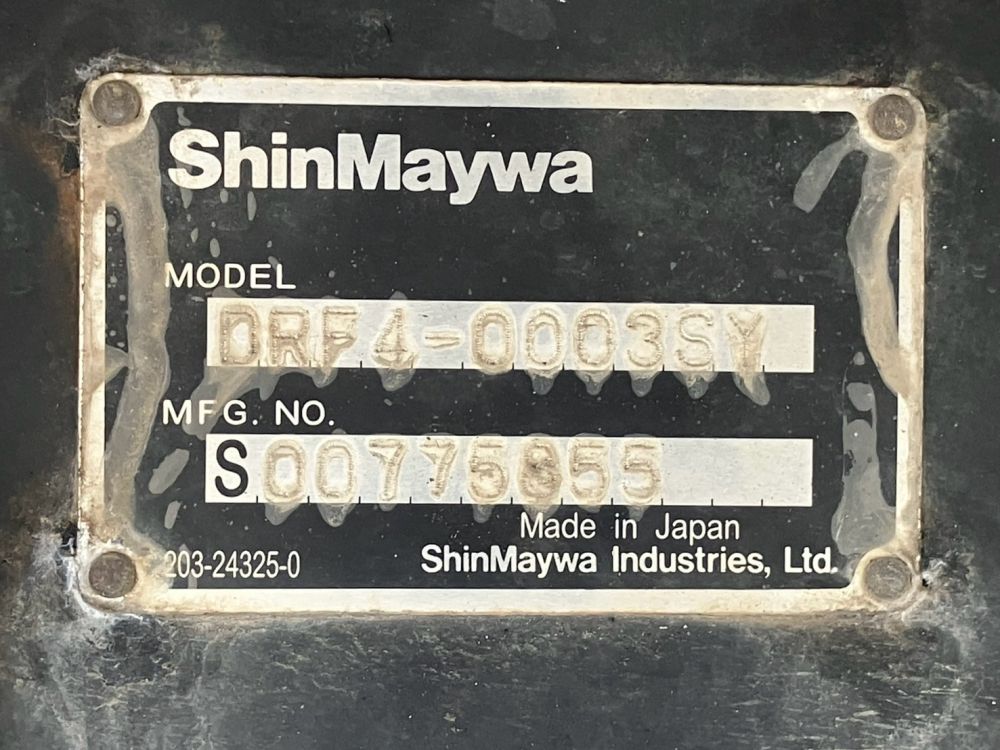 ShinMaywa
MODEL
DRF4-0003SY
MFG. NO.
S00775855
Made in Japan
203-24325-0
ShinMaywa Industries, Ltd.